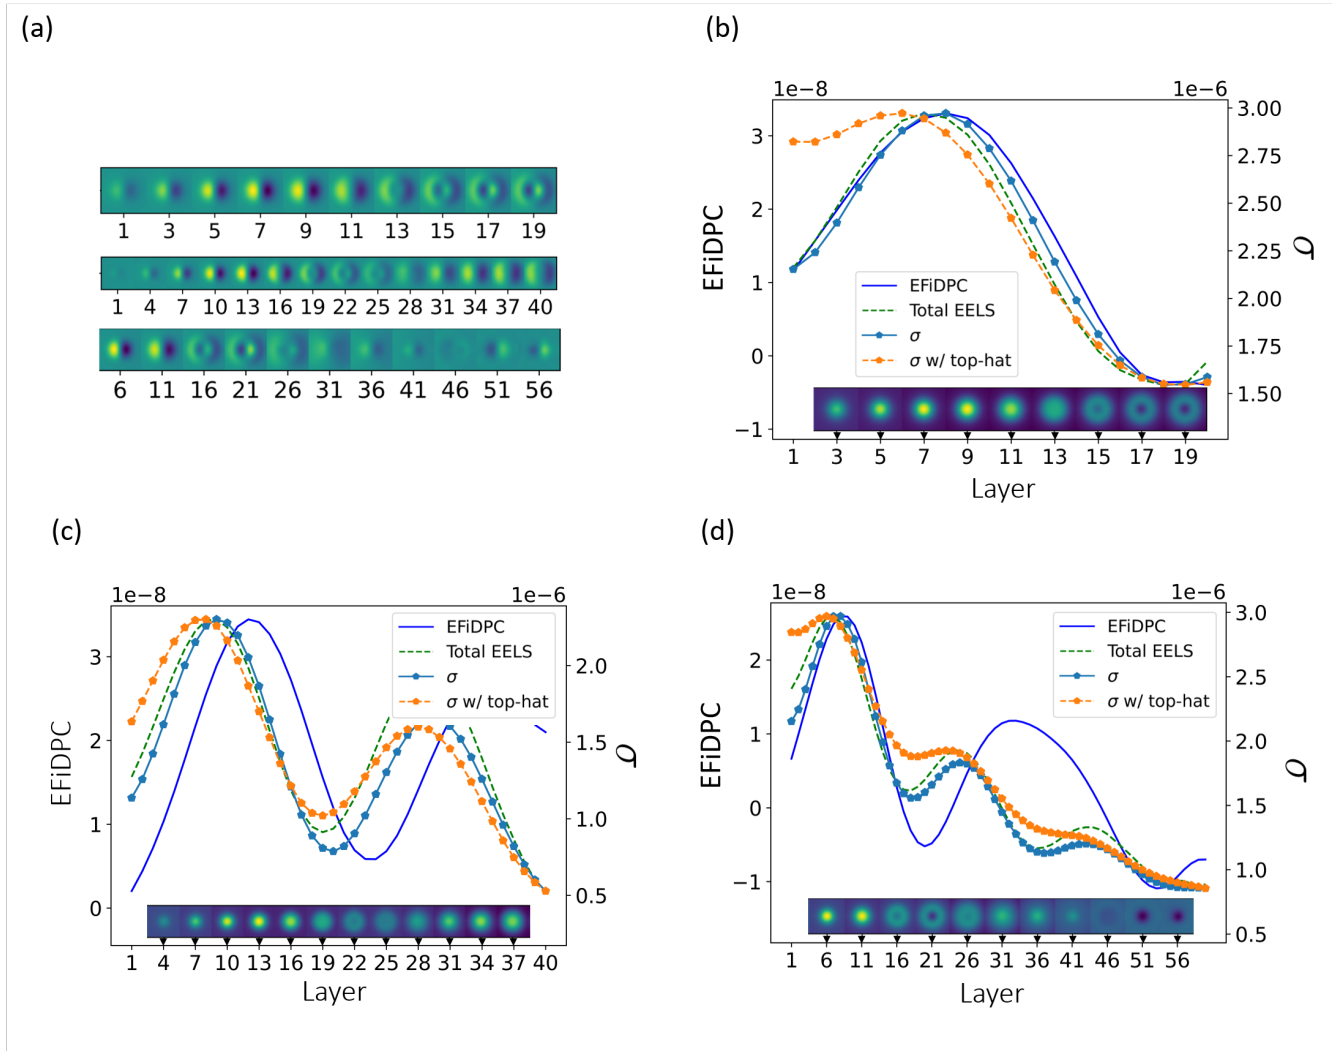 (a)
1 3 5 7 9 11 13 15 17 19
1 4 7 10 13 16 19 22 25 28 31 34 37 40
6 11 16 21 26 31 36 41 46 51 56
(b)
1e−8 1e−6
3.00
3
2.75
2.50
2
2.25
EFiDPC
σ
1
EFiDPC
2.00
Total EELS
σ
0
1.75
σ w/ top-hat
1.50
−1
1 3 5 7 9 11 13 15 17 19
Layer
(c)
1e−8 1e−6
EFiDPC
3
Total EELS
2.0
σ
σ w/ top-hat
2
1.5
EFiDPC
σ
1
1.0
0.5
0
1 4 7 10 13 16 19 22 25 28 31 34 37 40
Layer
(d)
1e−8 1e−6
3.0
EFiDPC
2
Total EELS
2.5
σ
σ w/ top-hat
1
2.0
EFiDPC
σ
0
1.5
−1
1.0
0.5
1 6 11 16 21 26 31 36 41 46 51 56
Layer